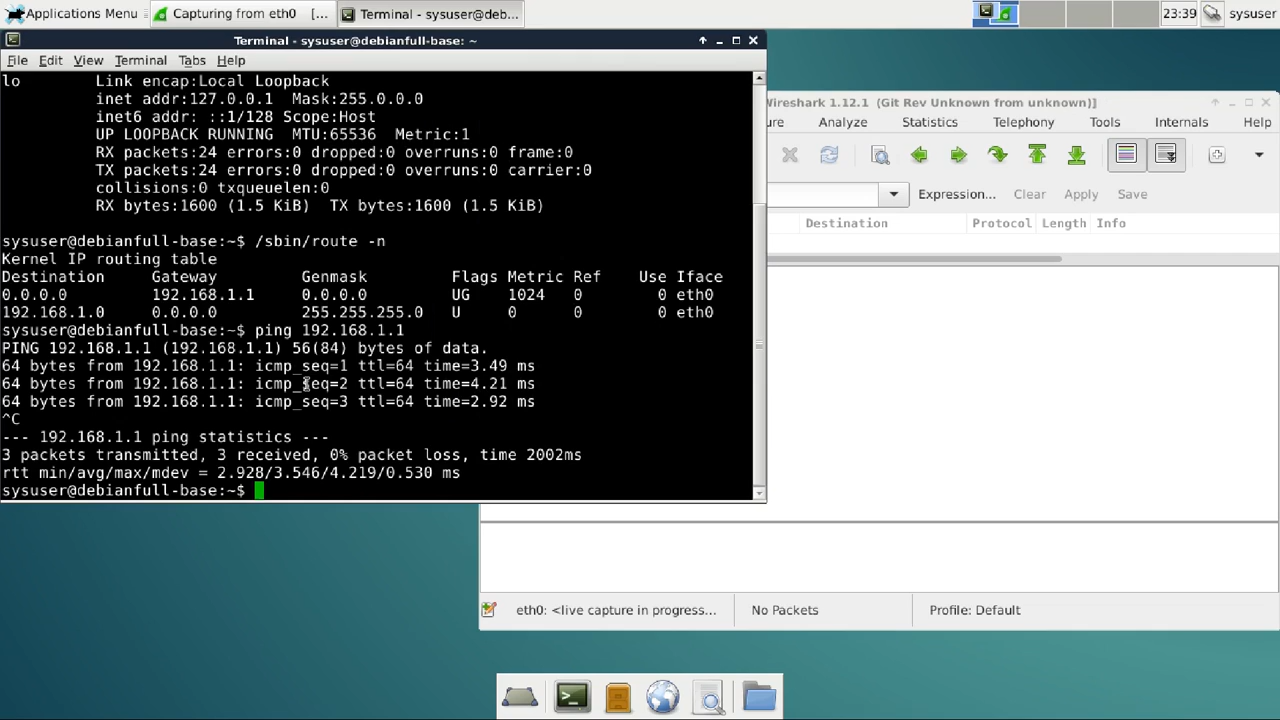 Applications Menu
Capturing from eth0 [...
Terminal - sysuser@deb...
23:39
sysuser
Terminal - sysuser@debianfull-base: ~
File Edit View Terminal Tabs Help
lo Link encap:Local Loopback
inet addr:127.0.0.1 Mask:255.0.0.0
inet6 addr: ::1/128 Scope:Host
UP LOOPBACK RUNNING MTU:65536 Metric:1
RX packets:24 errors:0 dropped:0 overruns:0 frame:0
TX packets:24 errors:0 dropped:0 overruns:0 carrier:0
collisions:0 txqueuelen:0
RX bytes:1600 (1.5 KiB) TX bytes:1600 (1.5 KiB)
sysuser@debianfull-base:~$ /sbin/route -n
Kernel IP routing table
Destination Gateway Genmask Flags Metric Ref Use Iface
0.0.0.0 192.168.1.1 0.0.0.0 UG 1024 0 0 eth0
192.168.1.0 0.0.0.0 255.255.255.0 U 0 0 0 eth0
sysuser@debianfull-base:~$ ping 192.168.1.1
PING 192.168.1.1 (192.168.1.1) 56(84) bytes of data.
64 bytes from 192.168.1.1: icmp_seq=1 ttl=64 time=3.49 ms
64 bytes from 192.168.1.1: icmp_seq=2 ttl=64 time=4.21 ms
64 bytes from 192.168.1.1: icmp_seq=3 ttl=64 time=2.92 ms
^C
--- 192.168.1.1 ping statistics ---
3 packets transmitted, 3 received, 0% packet loss, time 2002ms
rtt min/avg/max/mdev = 2.928/3.546/4.219/0.530 ms
sysuser@debianfull-base:~$
Wireshark 1.12.1 (Git Rev Unknown from unknown)]
ure Analyze Statistics Telephony Tools Internals Help
Expression... Clear Apply Save
Destination Protocol Length Info
eth0: <live capture in progress... No Packets Profile: Default